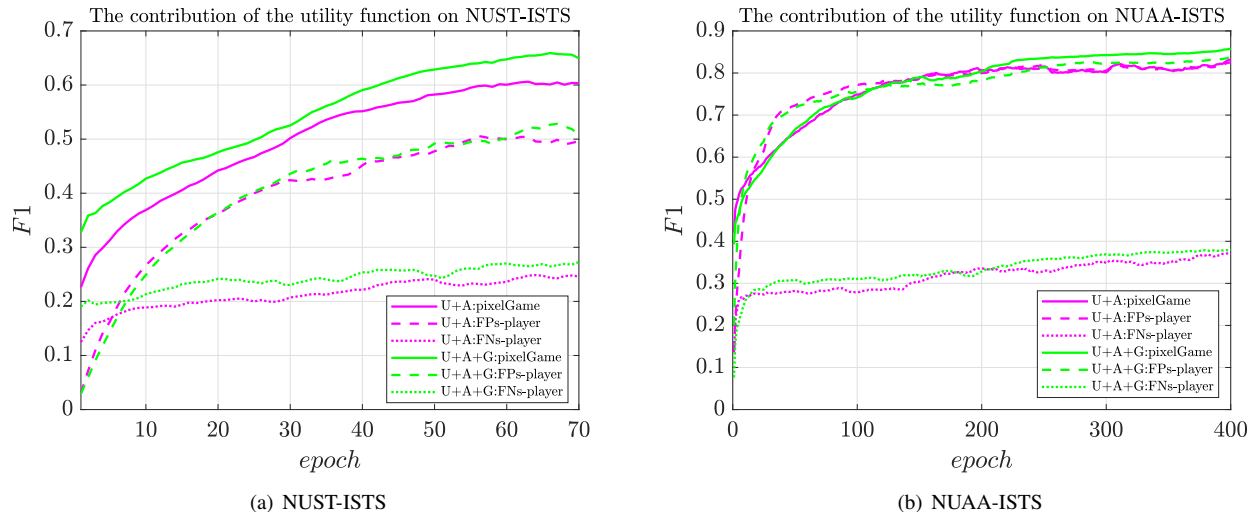 The contribution of the utility function on NUST-ISTS
0.7
0.6
0.5
0.4
0.3
0.2
0.1
0
F1
10 20 30 40 50 60 70
epoch
U+A:pixelGame
U+A:FPs-player
U+A:FNs-player
U+A+G:pixelGame
U+A+G:FPs-player
U+A+G:FNs-player
(a) NUST-ISTS
The contribution of the utility function on NUAA-ISTS
0.9
0.8
0.7
0.6
0.5
0.4
0.3
0.2
0.1
0
F1
0 100 200 300 400
epoch
U+A:pixelGame
U+A:FPs-player
U+A:FNs-player
U+A+G:pixelGame
U+A+G:FPs-player
U+A+G:FNs-player
(b) NUAA-ISTS